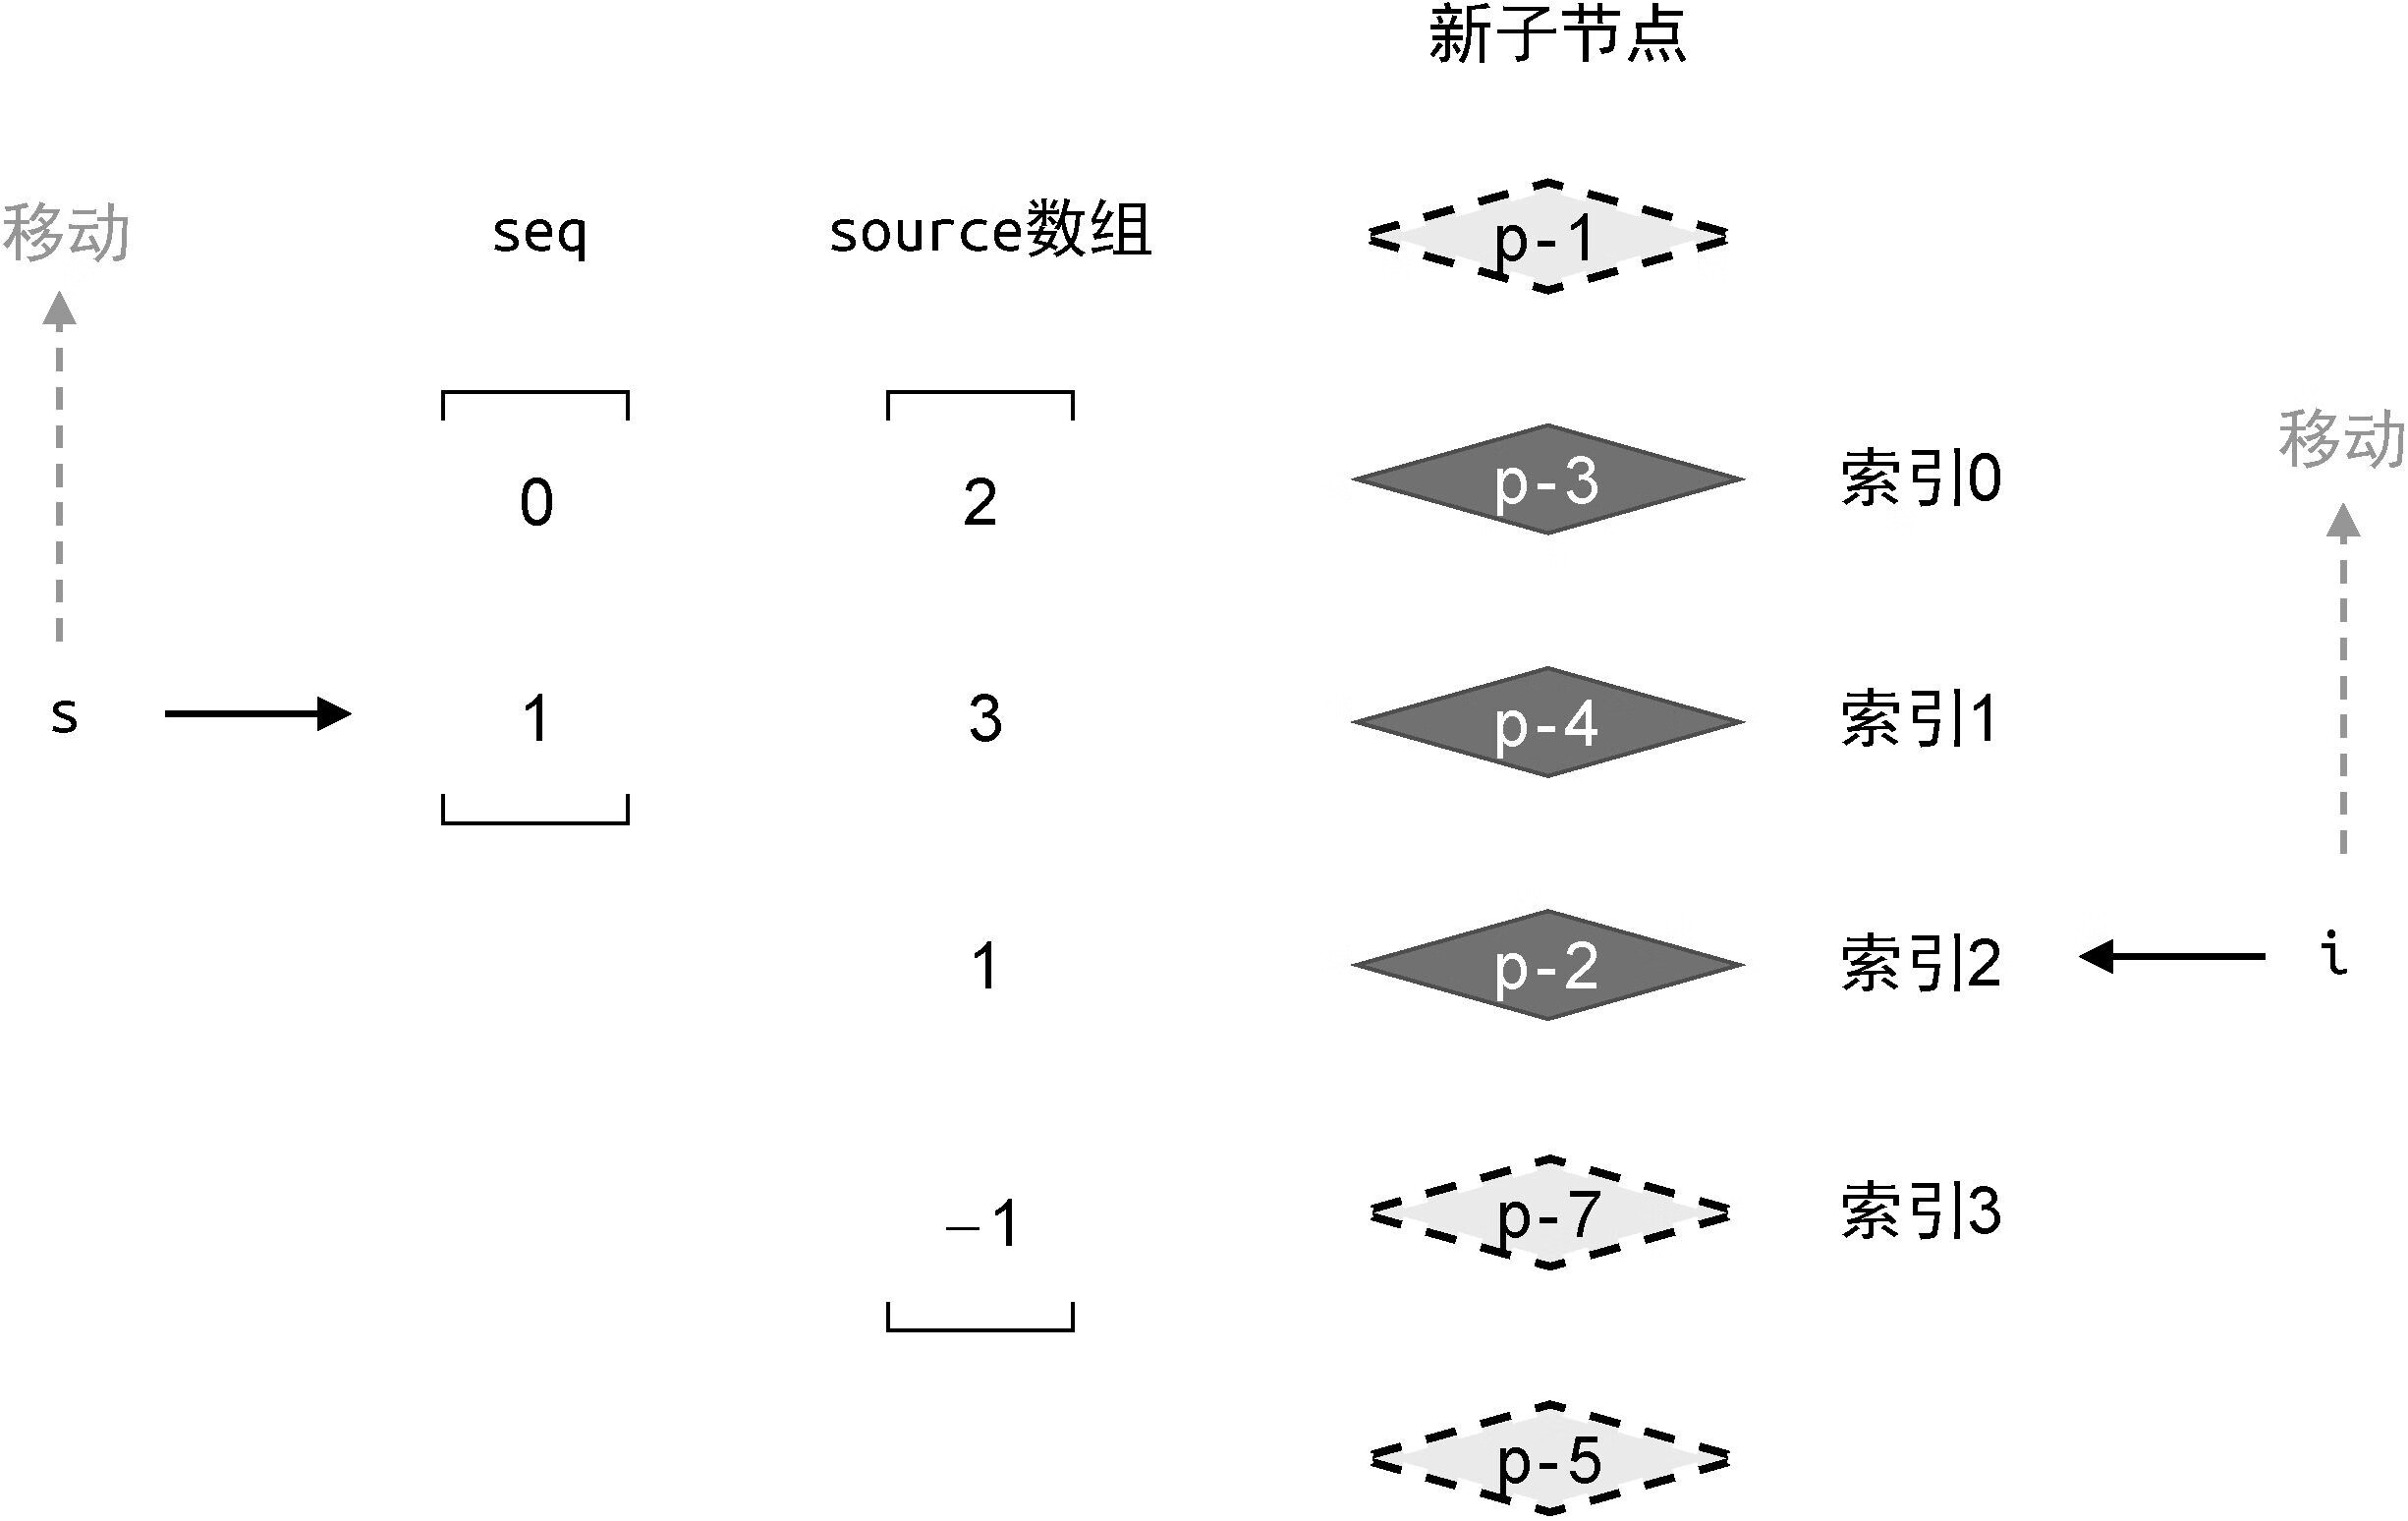 新子节点
移动 seq source数组 p-1
移动
0 2 p-3 索引0
s 1 3 p-4 索引1
1 p-2 索引2 i
−1 p-7 索引3
p-5